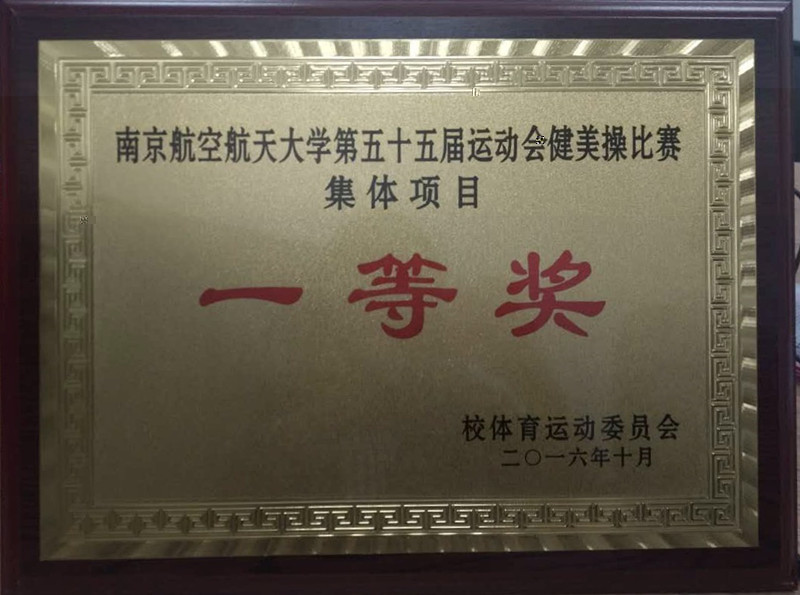 南京航空航天大学第五十五届运动会健美操比赛
集体项目
一等奖
校体育运动委员会
二〇一六年十月